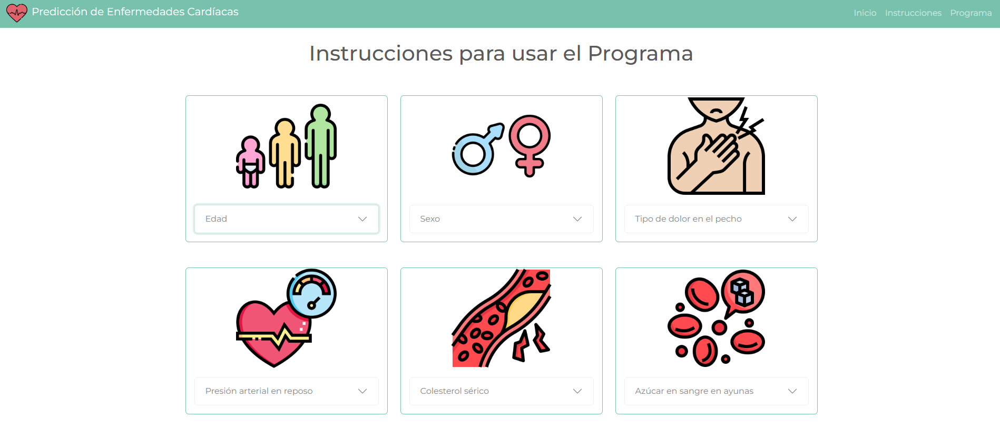 Predicción de Enfermedades Cardíacas
Inicio Instrucciones Programa
Instrucciones para usar el Programa
Edad
Sexo
Tipo de dolor en el pecho
Presión arterial en reposo
Colesterol sérico
Azúcar en sangre en ayunas